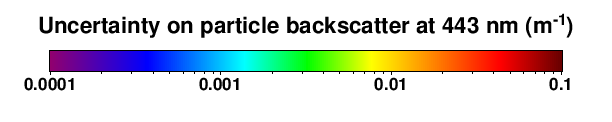 Uncertainty on particle backscatter at 443 nm (m⁻¹)
0.0001 0.001 0.01 0.1